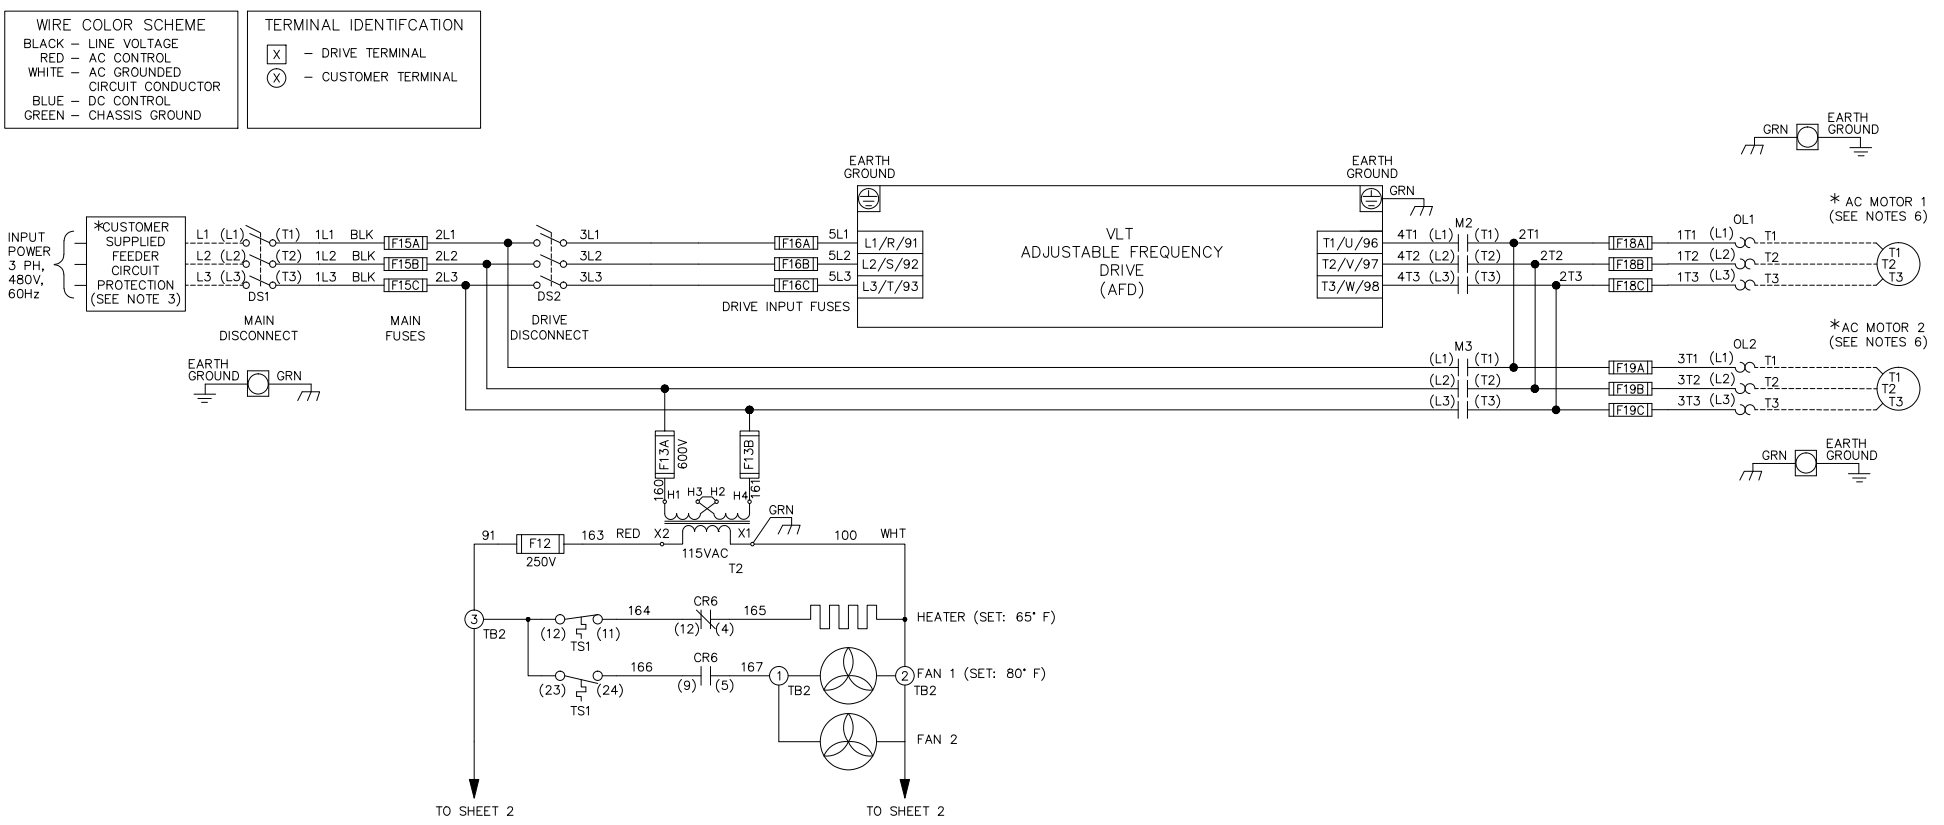 WIRE COLOR SCHEME
BLACK – LINE VOLTAGE
RED – AC CONTROL
WHITE – AC GROUNDED
CIRCUIT CONDUCTOR
BLUE – DC CONTROL
GREEN – CHASSIS GROUND
TERMINAL IDENTIFCATION
X – DRIVE TERMINAL
X – CUSTOMER TERMINAL
INPUT
POWER
3 PH,
480V,
60Hz
*CUSTOMER
SUPPLIED
FEEDER
CIRCUIT
PROTECTION
(SEE NOTE 3)
L1 (L1) (T1) 1L1 BLK F15A 2L1
L2 (L2) (T2) 1L2 BLK F15B 2L2
L3 (L3) (T3) 1L3 BLK F15C 2L3
DS1
MAIN
DISCONNECT
MAIN
FUSES
3L1
3L2
3L3
DS2
DRIVE
DISCONNECT
F16A 5L1
F16B 5L2
F16C 5L3
DRIVE INPUT FUSES
EARTH
GROUND
L1/R/91
L2/S/92
L3/T/93
VLT
ADJUSTABLE FREQUENCY
DRIVE
(AFD)
EARTH
GROUND
GRN
T1/U/96
T2/V/97
T3/W/98
M2
4T1 (L1) (T1) 2T1
4T2 (L2) (T2) 2T2
4T3 (L3) (T3) 2T3
F18A 1T1 (L1) T1
F18B 1T2 (L2) T2
F18C 1T3 (L3) T3
OL1
GRN
EARTH
GROUND
* AC MOTOR 1
(SEE NOTES 6)
T1
T2
T3
M3
(L1) (T1)
(L2) (T2)
(L3) (T3)
F19A 3T1 (L1) T1
F19B 3T2 (L2) T2
F19C 3T3 (L3) T3
OL2
*AC MOTOR 2
(SEE NOTES 6)
T1
T2
T3
GRN
EARTH
GROUND
EARTH
GROUND
GRN
F13A
600V
F13B
160
161
H1 H3 H2 H4
GRN
91 F12 163 RED X2 X1 100 WHT
250V
115VAC
T2
3
TB2
(12) (11)
TS1
164
CR6
(12) (4)
165
HEATER (SET: 65° F)
(23) (24)
TS1
166
CR6
(9) (5)
167
1
TB2
2
TB2
FAN 1 (SET: 80° F)
FAN 2
TO SHEET 2
TO SHEET 2